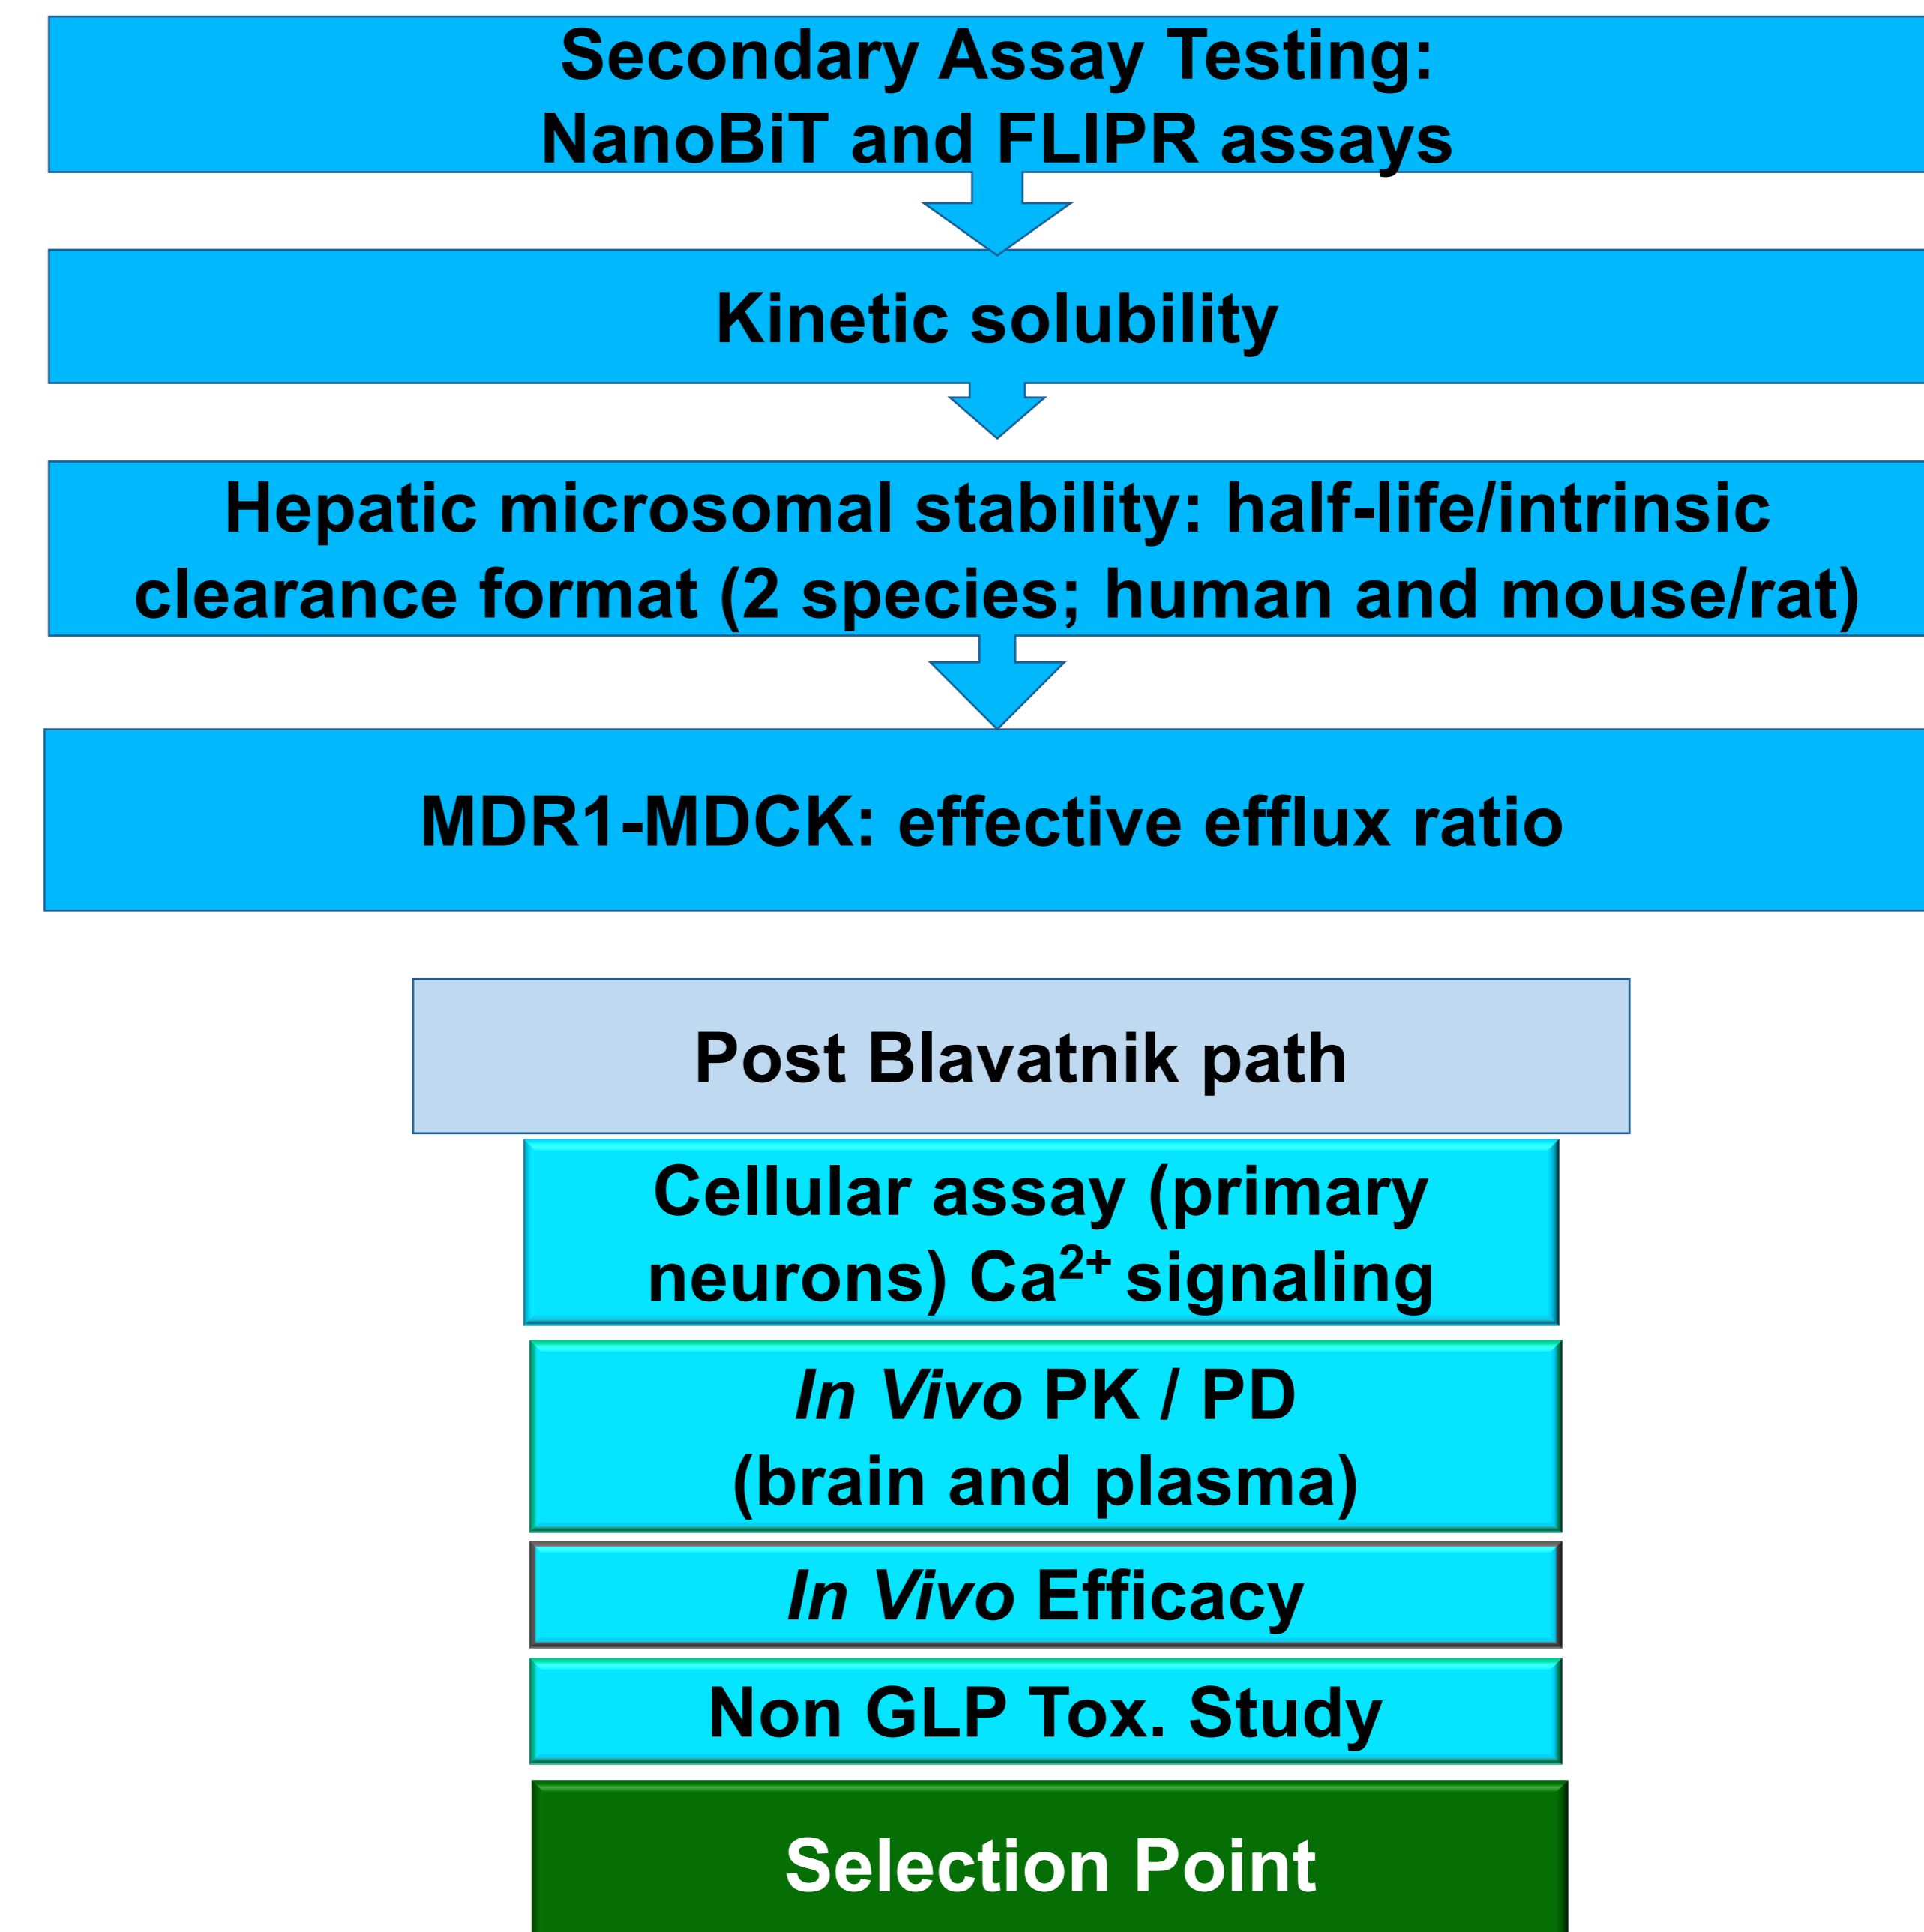 Secondary Assay Testing:
NanoBiT and FLIPR assays
Kinetic solubility
Hepatic microsomal stability: half-life/intrinsic
clearance format (2 species; human and mouse/rat)
MDR1-MDCK: effective efflux ratio
Post Blavatnik path
Cellular assay (primary
neurons) Ca²⁺ signaling
In Vivo PK / PD
(brain and plasma)
In Vivo Efficacy
Non GLP Tox. Study
Selection Point